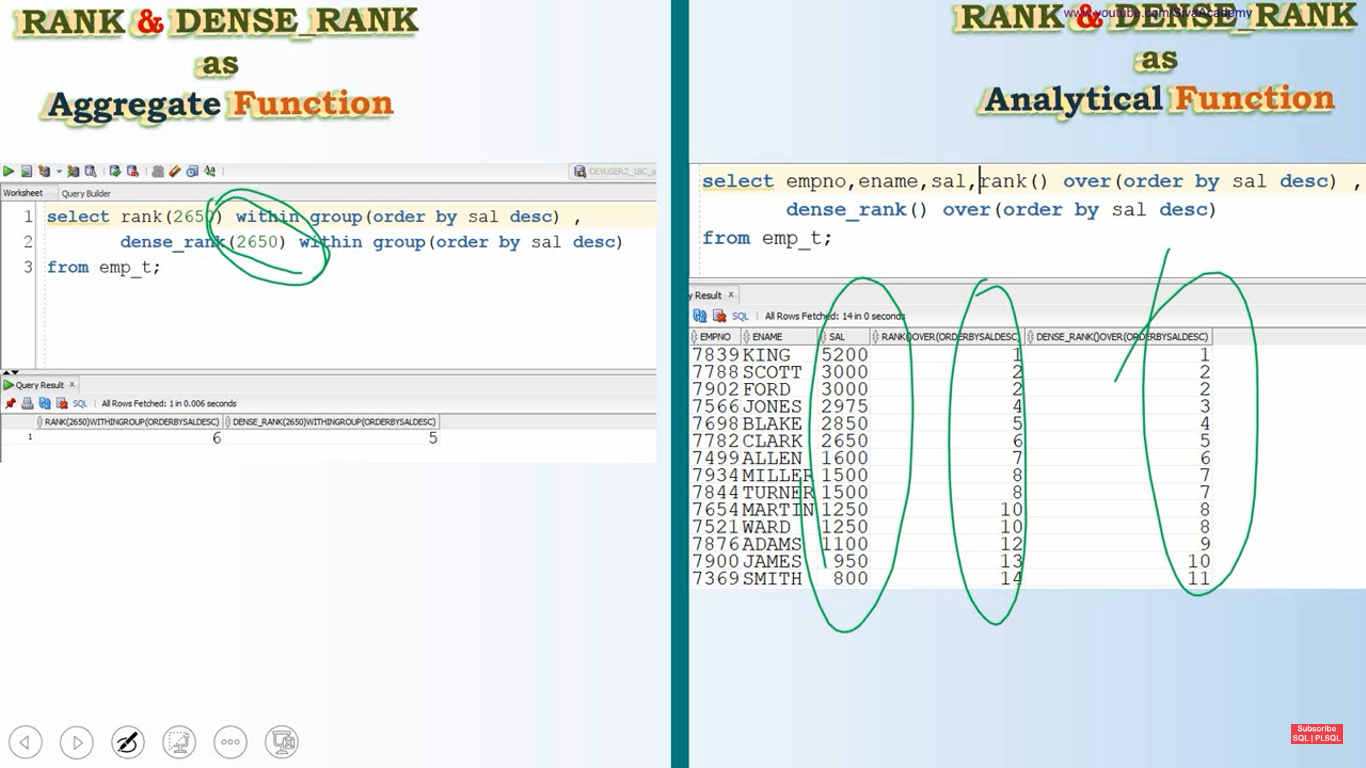 RANK & DENSE_RANK
as
Aggregate Function
Worksheet Query Builder
1 select rank(2650) within group(order by sal desc) ,
2 dense_rank(2650) within group(order by sal desc)
3 from emp_t;
Query Result x
SQL | All Rows Fetched: 1 in 0.006 seconds
RANK(2650)WITHINGROUP(ORDERBYSALDESC) DENSE_RANK(2650)WITHINGROUP(ORDERBYSALDESC)
1 6 5
www.youtube.com/SivaAcademy
RANK & DENSE_RANK
as
Analytical Function
select empno,ename,sal,rank() over(order by sal desc) ,
dense_rank() over(order by sal desc)
from emp_t;
y Result x
SQL | All Rows Fetched: 14 in 0 seconds
EMPNO ENAME SAL RANK()OVER(ORDERBYSALDESC) DENSE_RANK()OVER(ORDERBYSALDESC)
7839 KING 5200 1 1
7788 SCOTT 3000 2 2
7902 FORD 3000 2 2
7566 JONES 2975 4 3
7698 BLAKE 2850 5 4
7782 CLARK 2650 6 5
7499 ALLEN 1600 7 6
7934 MILLER 1500 8 7
7844 TURNER 1500 8 7
7654 MARTIN 1250 10 8
7521 WARD 1250 10 8
7876 ADAMS 1100 12 9
7900 JAMES 950 13 10
7369 SMITH 800 14 11
Subscribe
SQL | PLSQL